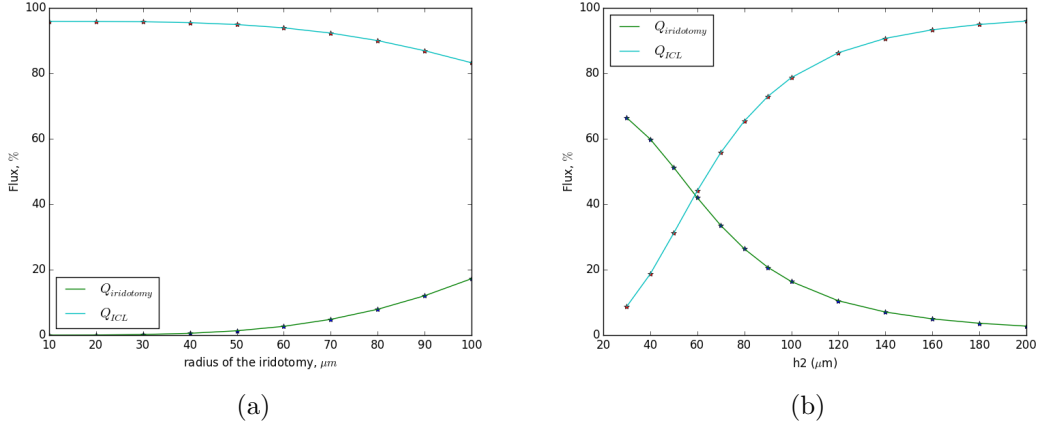 100
80
60
40
20
0
Flux, %
Q_iridotomy
Q_ICL
10 20 30 40 50 60 70 80 90 100
radius of the iridotomy, μm
(a)
100
80
60
40
20
0
Flux, %
Q_iridotomy
Q_ICL
20 40 60 80 100 120 140 160 180 200
h2 (μm)
(b)